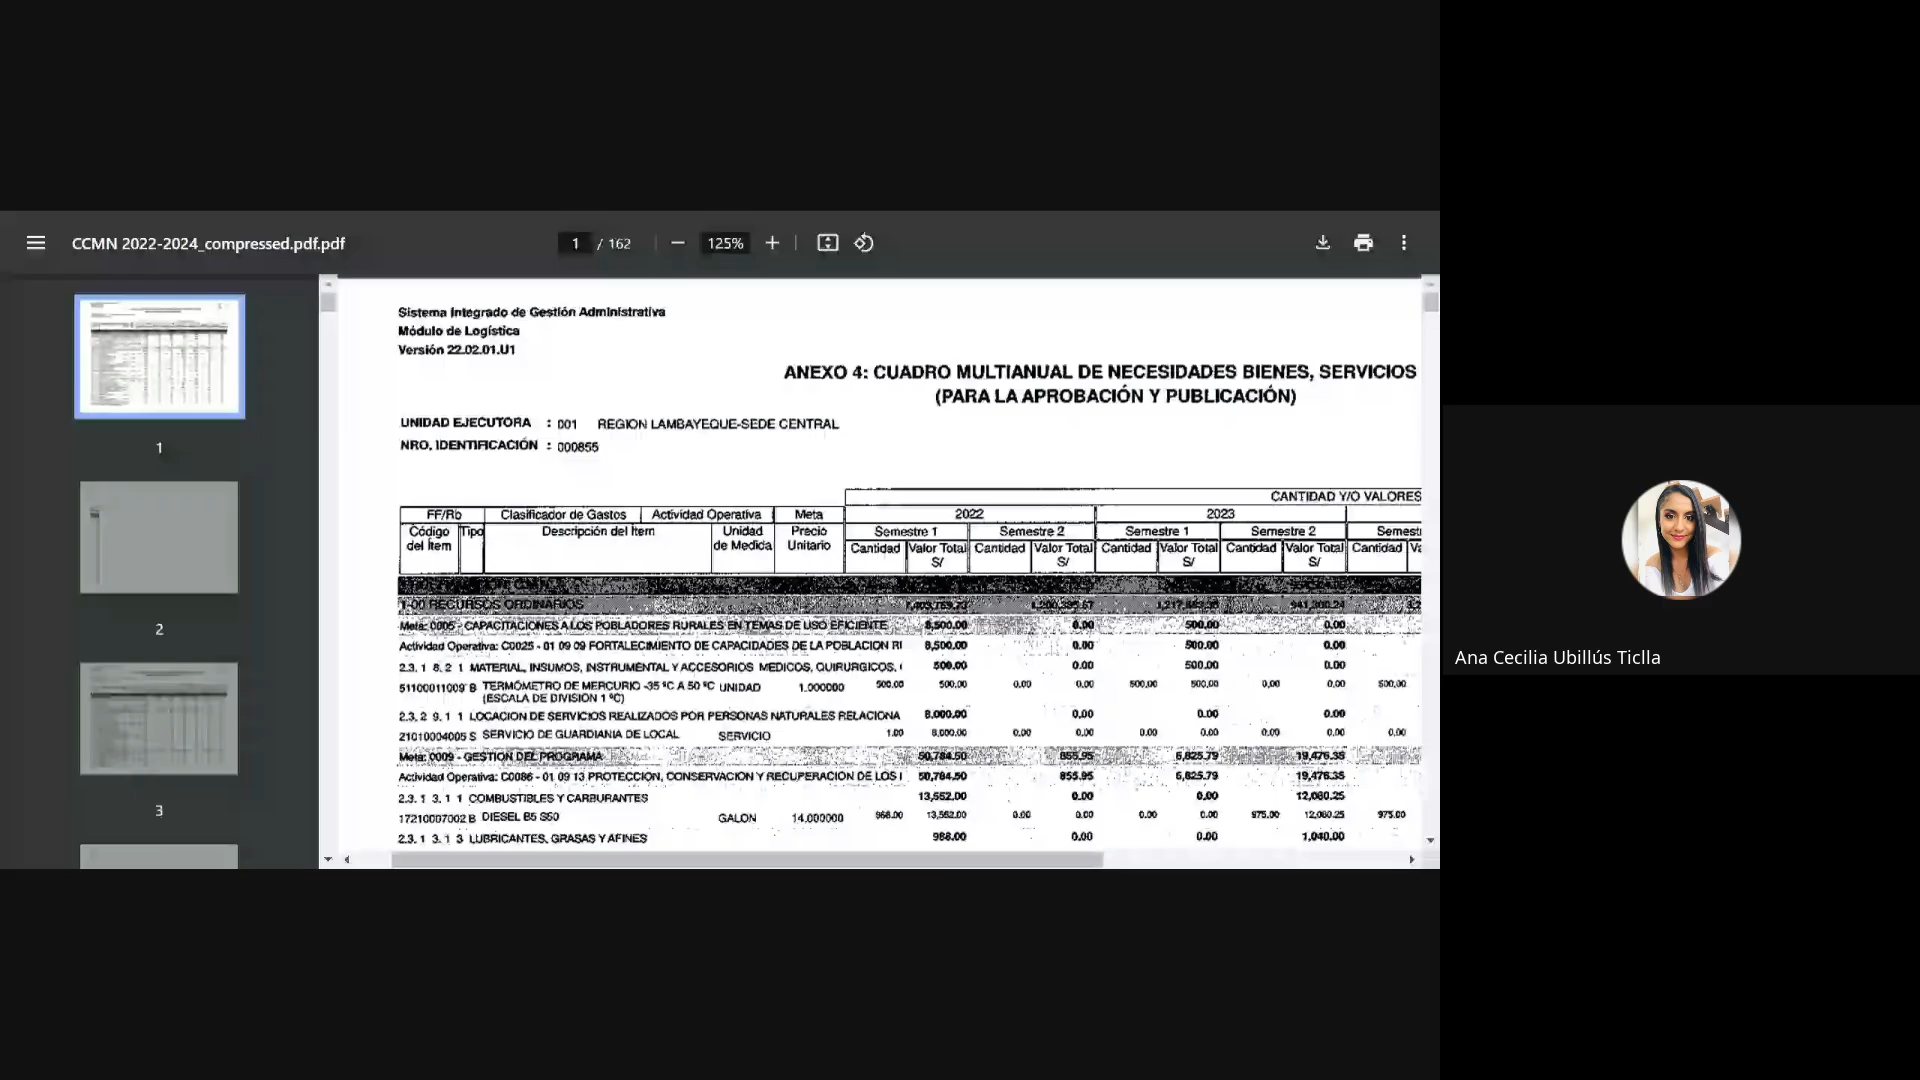 CCMN 2022-2024_compressed.pdf.pdf
1 / 162
125%
1
2
3
Sistema Integrado de Gestión Administrativa
Módulo de Logística
Versión 22.02.01.U1
ANEXO 4: CUADRO MULTIANUAL DE NECESIDADES BIENES, SERVICIOS
(PARA LA APROBACIÓN Y PUBLICACIÓN)
UNIDAD EJECUTORA : 001 REGION LAMBAYEQUE-SEDE CENTRAL
NRO. IDENTIFICACIÓN : 000855
CANTIDAD Y/O VALORES
FF/Rb Clasificador de Gastos Actividad Operativa Meta 2022 2023
Código del Ítem Tipo Descripción del Ítem Unidad de Medida Precio Unitario Semestre 1 Semestre 2 Semestre 1 Semestre 2 Semest
Cantidad Valor Total S/ Cantidad Valor Total S/ Cantidad Valor Total S/ Cantidad Valor Total S/ Cantidad Va
1-00 RECURSOS ORDINARIOS
Meta: 0005 - CAPACITACIONES A LOS POBLADORES RURALES EN TEMAS DE USO EFICIENTE 8,500.00 0.00 500.00 0.00
Actividad Operativa: C0025 - 01 09 09 FORTALECIMIENTO DE CAPACIDADES DE LA POBLACION RI 8,500.00 0.00 500.00 0.00
2.3. 1 8. 2 1 MATERIAL, INSUMOS, INSTRUMENTAL Y ACCESORIOS MEDICOS, QUIRURGICOS, 500.00 0.00 500.00 0.00
51100011009 B TERMÓMETRO DE MERCURIO -35 ºC A 50 ºC UNIDAD 1.000000 500.00 500.00 0.00 0.00 500.00 500.00 0.00 0.00 500.00
(ESCALA DE DIVISIÓN 1 ºC)
2.3. 2 9. 1 1 LOCACION DE SERVICIOS REALIZADOS POR PERSONAS NATURALES RELACIONA 8,000.00 0.00 0.00 0.00
21010004005 S SERVICIO DE GUARDIANIA DE LOCAL SERVICIO 1.00 8,000.00 0.00 0.00 0.00 0.00 0.00 0.00 0.00
Meta: 0009 - GESTION DEL PROGRAMA 50,784.50 855.95 6,825.79 19,476.35
Actividad Operativa: C0086 - 01 09 13 PROTECCION, CONSERVACION Y RECUPERACION DE LOS 50,784.50 855.95 6,825.79 19,476.35
2.3. 1 3. 1 1 COMBUSTIBLES Y CARBURANTES 13,552.00 0.00 0.00 12,080.25
17210007002 B DIESEL B5 S50 GALON 14.000000 968.00 13,552.00 0.00 0.00 0.00 0.00 975.00 12,080.25 975.00
2.3. 1 3. 1 3 LUBRICANTES, GRASAS Y AFINES 988.00 0.00 0.00 1,040.00
Ana Cecilia Ubillús Ticlla